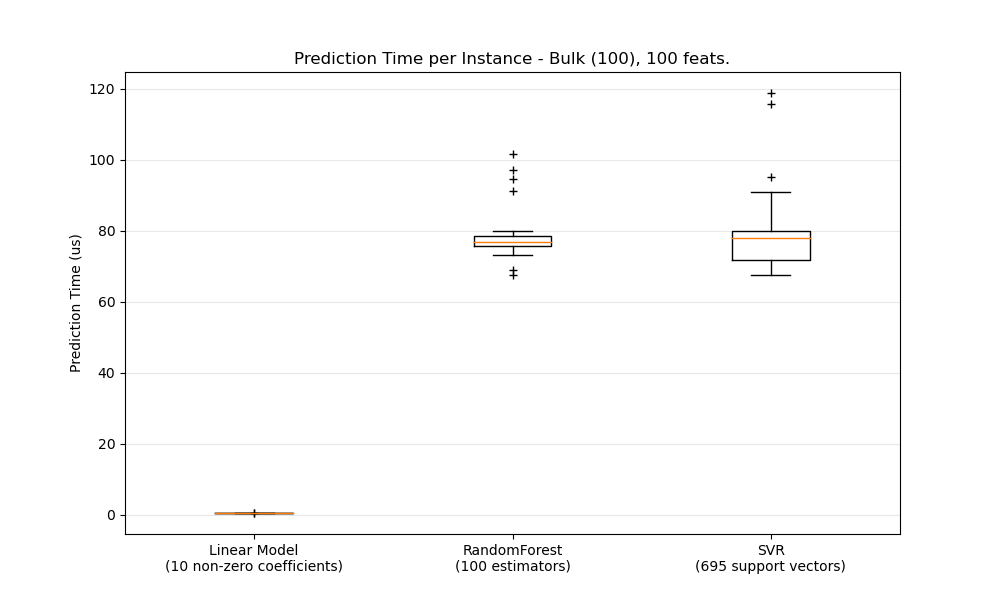 Prediction Time per Instance - Bulk (100), 100 feats.
Prediction Time (us)
120
100
80
60
40
20
0
Linear Model
(10 non-zero coefficients)
RandomForest
(100 estimators)
SVR
(695 support vectors)